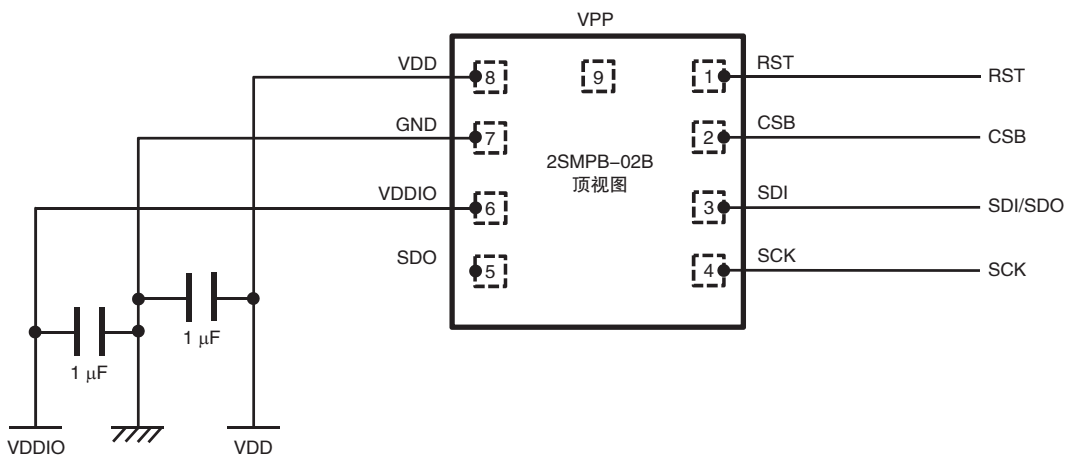 VPP
VDD
8
9
1
RST
RST
GND
7
2
CSB
CSB
2SMPB-02B
顶视图
VDDIO
6
3
SDI
SDI/SDO
SDO
5
4
SCK
SCK
1 μF
1 μF
VDDIO
VDD